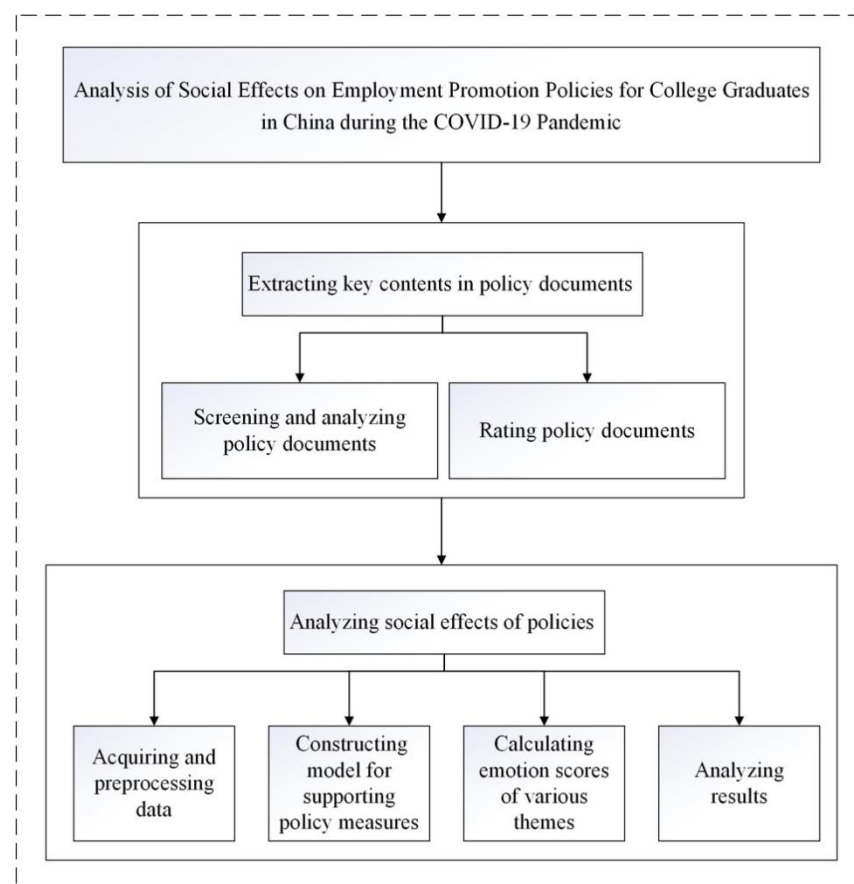 Analysis of Social Effects on Employment Promotion Policies for College Graduates
in China during the COVID-19 Pandemic
Extracting key contents in policy documents
Screening and analyzing
policy documents
Rating policy documents
Analyzing social effects of policies
Acquiring and
preprocessing
data
Constructing
model for
supporting
policy measures
Calculating
emotion scores
of various
themes
Analyzing
results